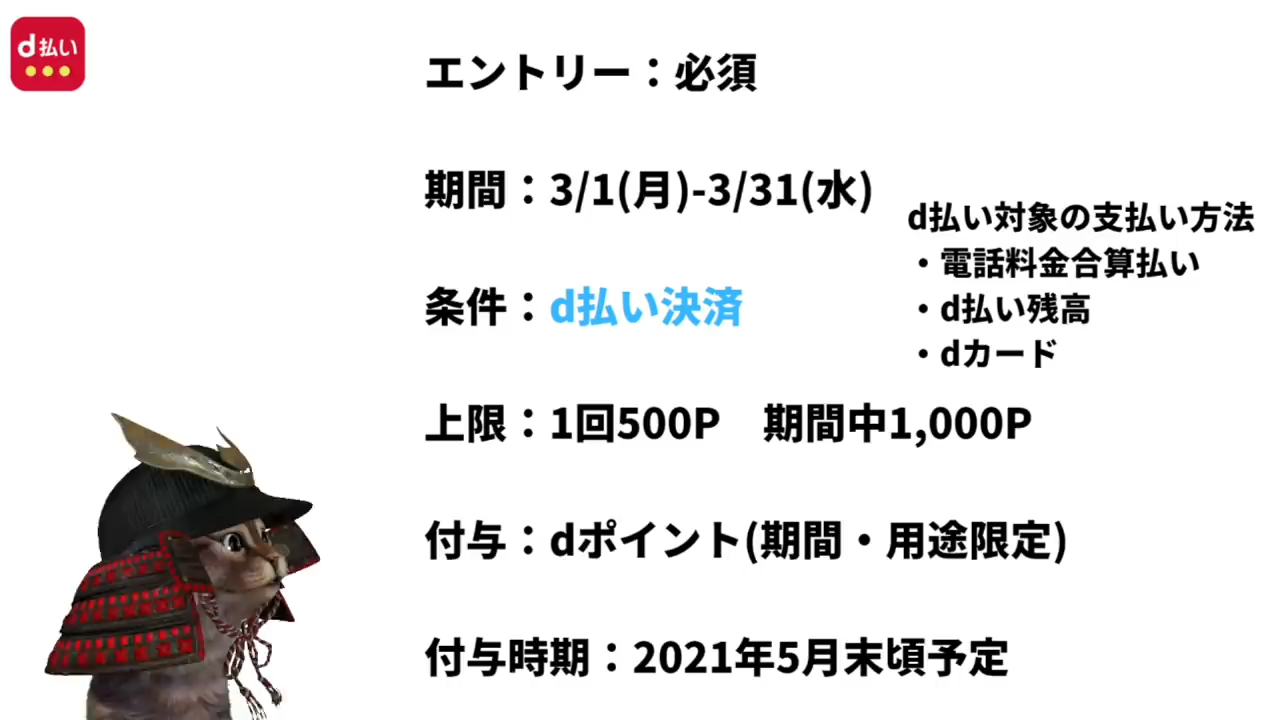 d払い
エントリー：必須
期間：3/1(月)-3/31(水)
条件：d払い決済
d払い対象の支払い方法
・電話料金合算払い
・d払い残高
・dカード
上限：1回500P　期間中1,000P
付与：dポイント(期間・用途限定)
付与時期：2021年5月末頃予定